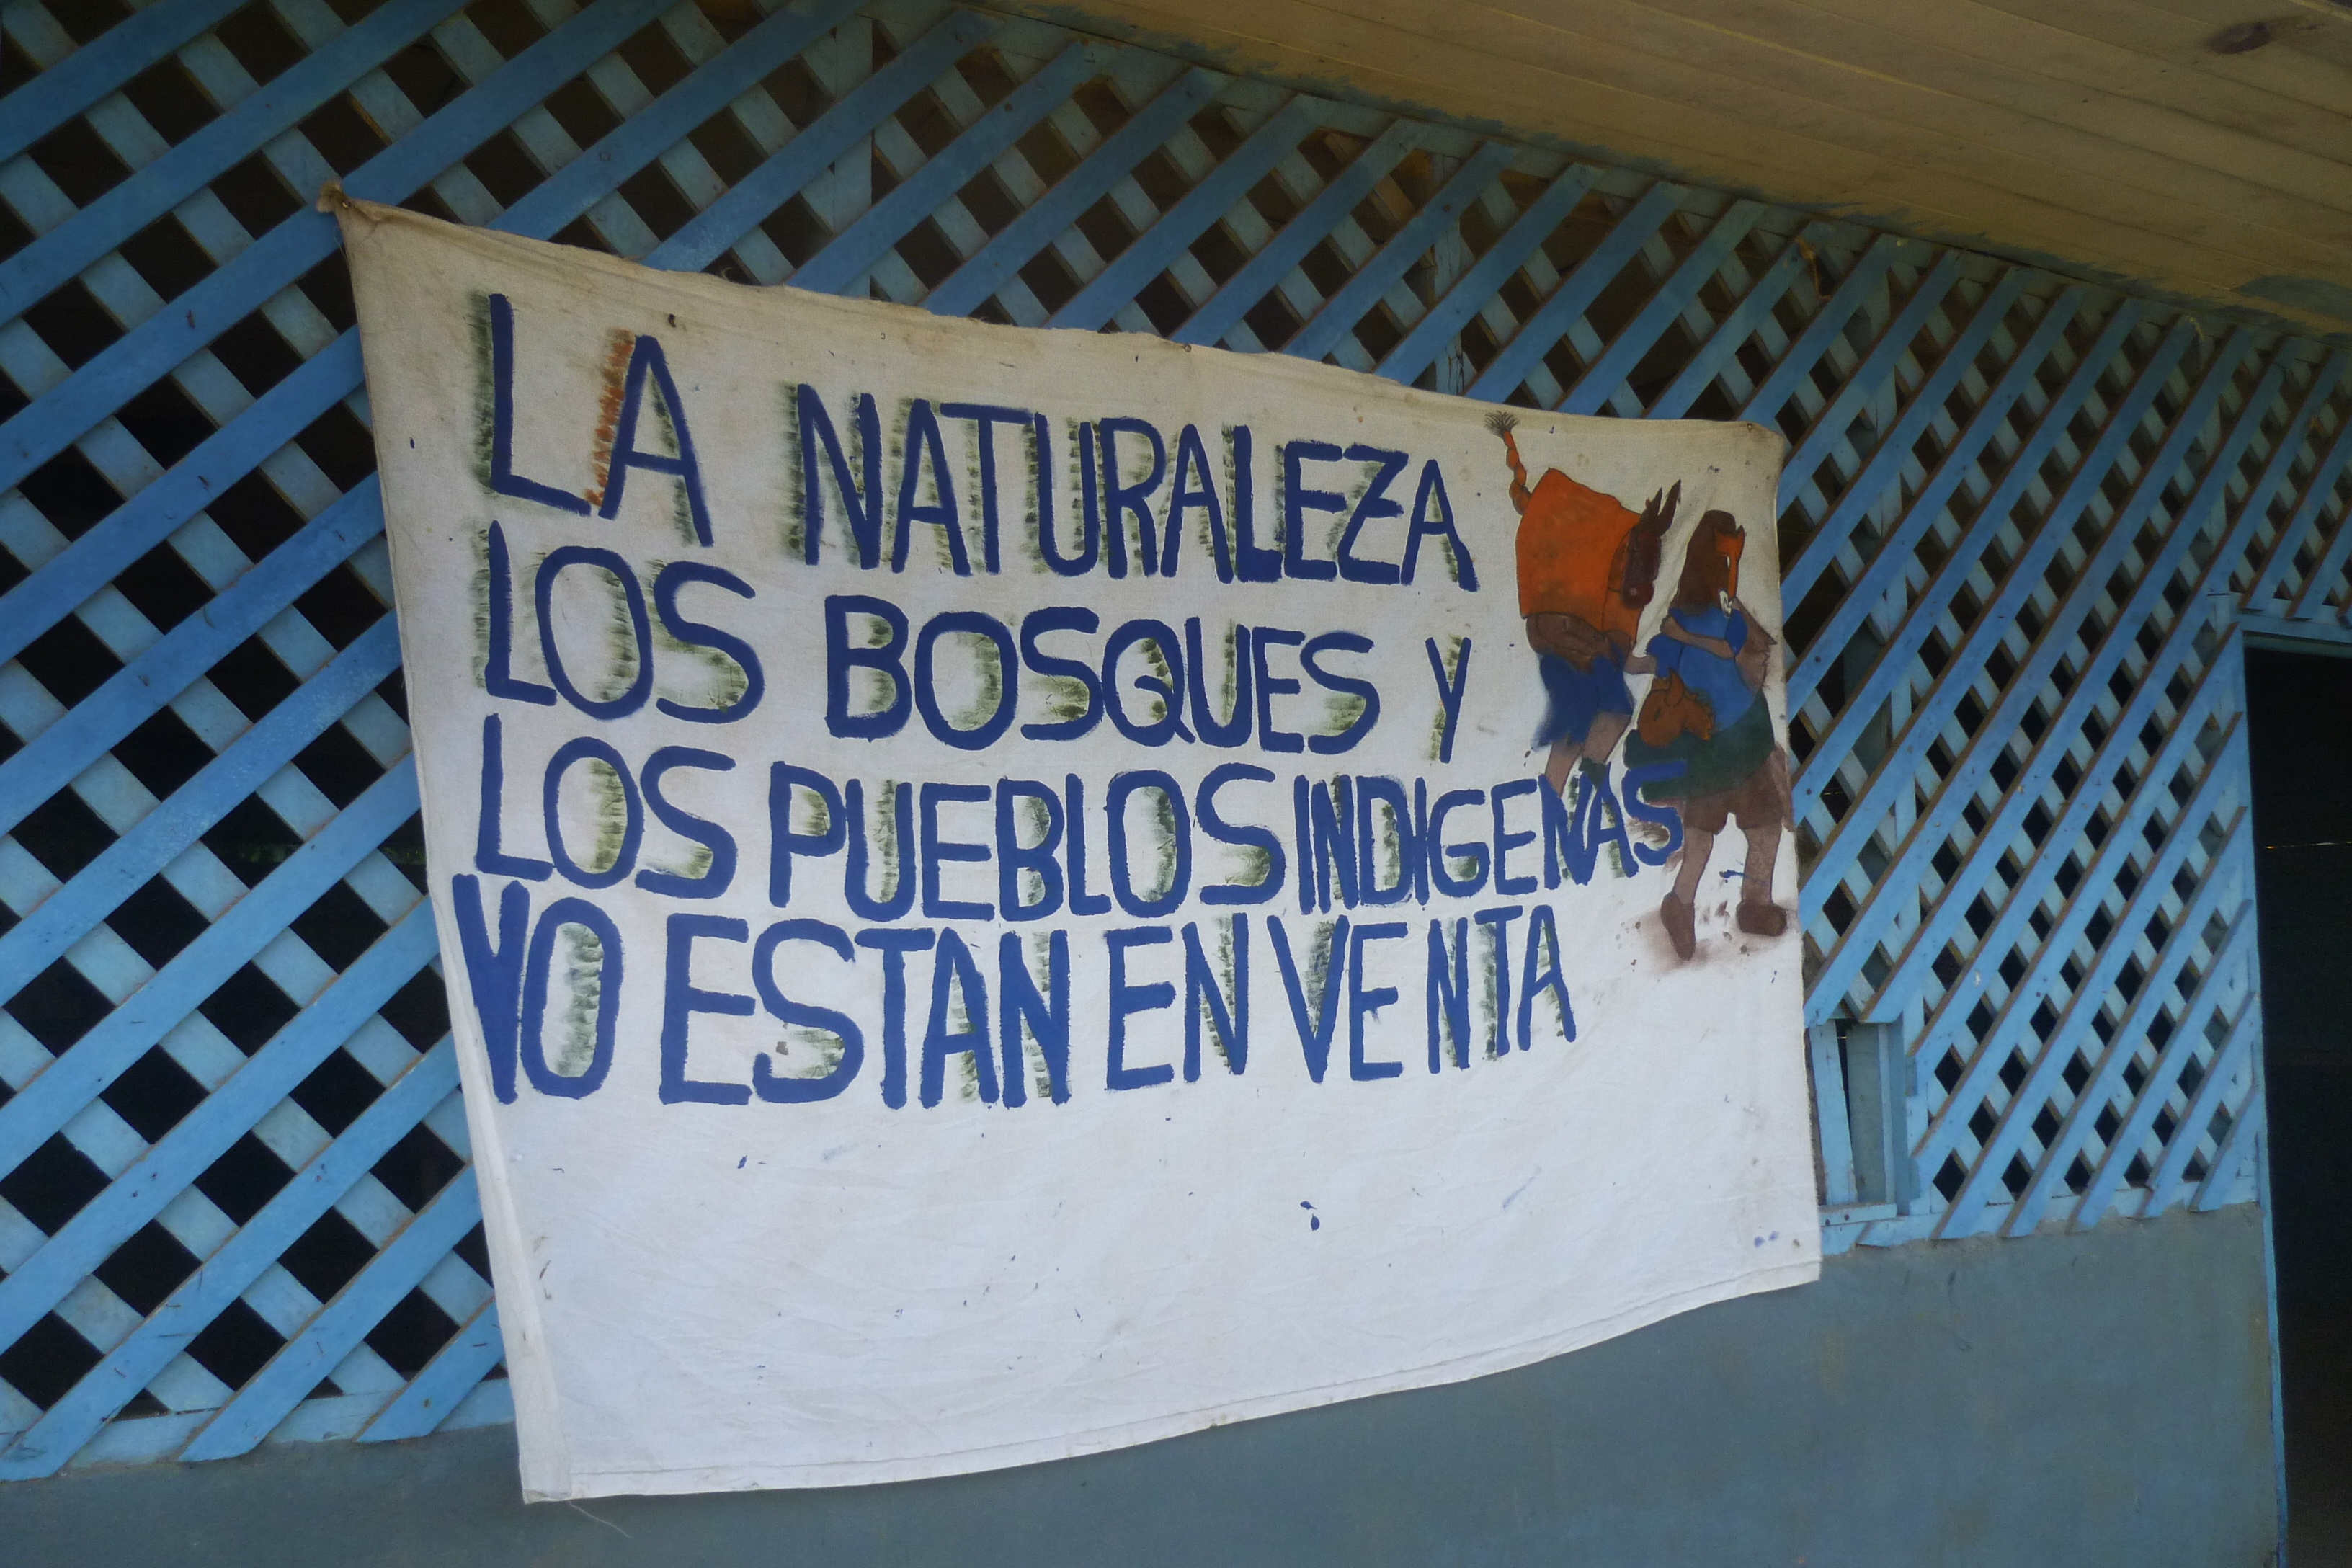 LA NATURALEZA
LOS BOSQUES Y
LOS PUEBLOS INDIGENAS
NO ESTAN EN VENTA